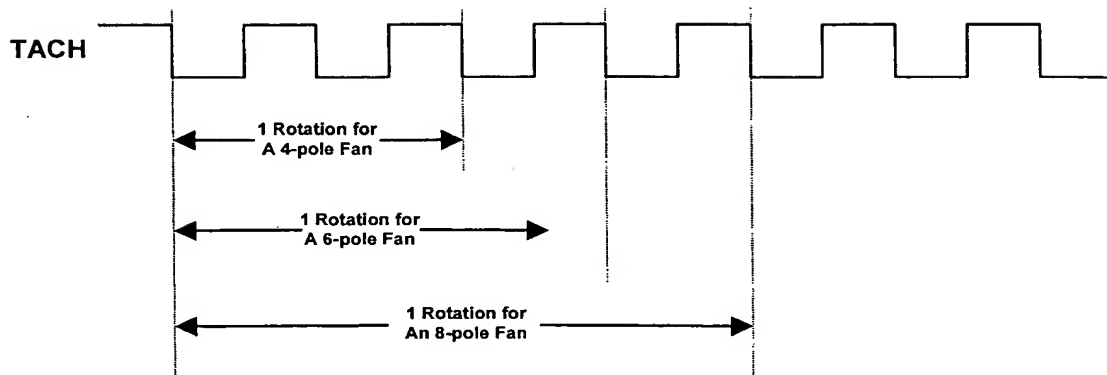 TACH
1 Rotation for
A 4-pole Fan
1 Rotation for
A 6-pole Fan
1 Rotation for
An 8-pole Fan